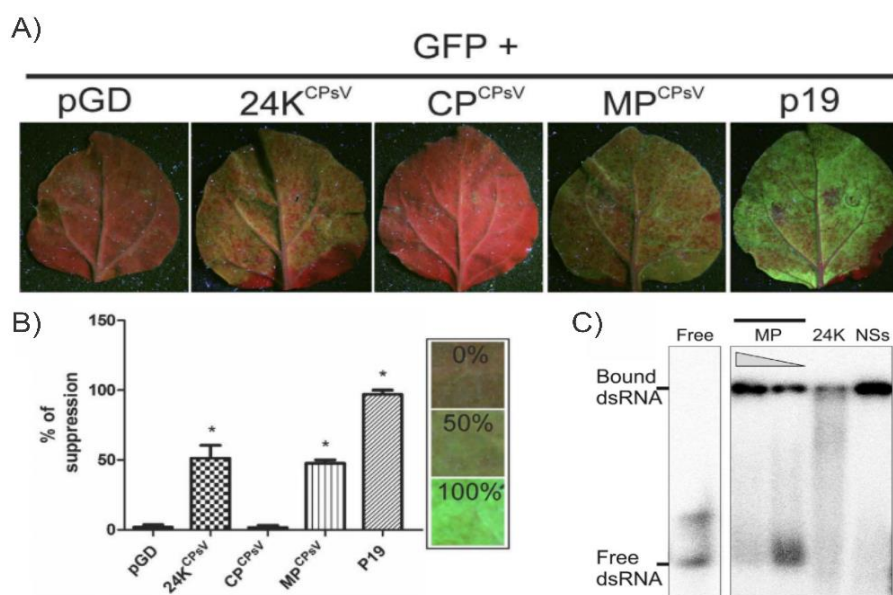 A)
GFP +
pGD 24K^CPsV CP^CPsV MP^CPsV p19
B)
150
100
50
0
% of
suppression
* * * *
pGD 24K^CPsV CP^CPsV MP^CPsV P19
0%
50%
100%
C)
Free MP 24K NSs
Bound
dsRNA
Free
dsRNA